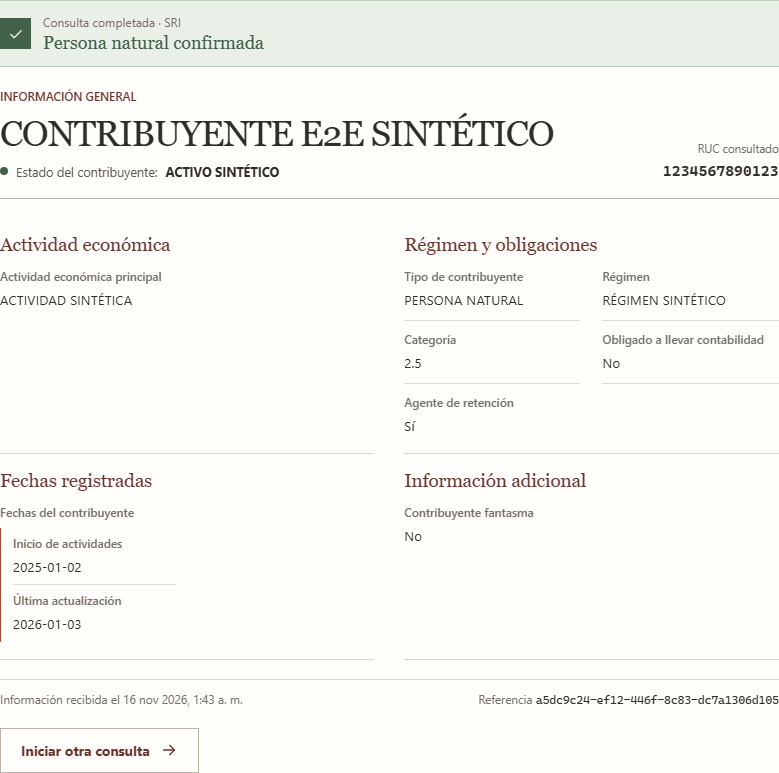 Consulta completada · SRI
Persona natural confirmada
INFORMACIÓN GENERAL
CONTRIBUYENTE E2E SINTÉTICO
Estado del contribuyente: ACTIVO SINTÉTICO
RUC consultado
1234567890123
Actividad económica
Actividad económica principal
ACTIVIDAD SINTÉTICA
Régimen y obligaciones
Tipo de contribuyente
PERSONA NATURAL
Régimen
RÉGIMEN SINTÉTICO
Categoría
2.5
Obligado a llevar contabilidad
No
Agente de retención
Sí
Fechas registradas
Fechas del contribuyente
Inicio de actividades
2025-01-02
Última actualización
2026-01-03
Información adicional
Contribuyente fantasma
No
Información recibida el 16 nov 2026, 1:43 a. m.
Referencia a5dc9c24-ef12-446f-8c83-dc7a1306d105
Iniciar otra consulta →